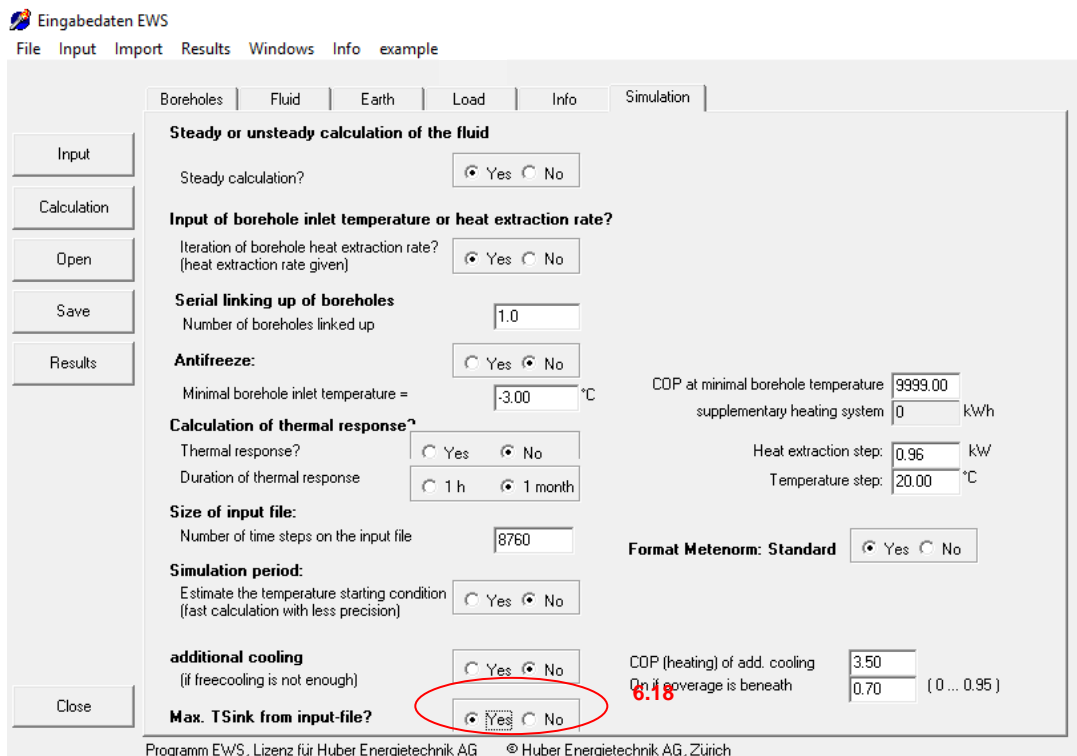 Eingabedaten EWS
File Input Import Results Windows Info example
Boreholes Fluid Earth Load Info Simulation
Input
Calculation
Open
Save
Results
Close
Steady or unsteady calculation of the fluid
Steady calculation? Yes No
Input of borehole inlet temperature or heat extraction rate?
Iteration of borehole heat extraction rate? Yes No
(heat extraction rate given)
Serial linking up of boreholes
Number of boreholes linked up 1.0
Antifreeze: Yes No
Minimal borehole inlet temperature = -3.00 °C
COP at minimal borehole temperature 9999.00
supplementary heating system 0 kWh
Calculation of thermal response?
Thermal response? Yes No
Heat extraction step: 0.96 kW
Duration of thermal response 1 h 1 month
Temperature step: 20.00 °C
Size of input file:
Number of time steps on the input file 8760
Format Metenorm: Standard Yes No
Simulation period:
Estimate the temperature starting condition Yes No
(fast calculation with less precision)
additional cooling Yes No
(if freecooling is not enough)
COP (heating) of add. cooling 3.50
On if coverage is beneath 0.70 ( 0 ... 0.95 )
6.18
Max. TSink from input-file? Yes No
Programm EWS, Lizenz für Huber Energietechnik AG © Huber Energietechnik AG, Zürich